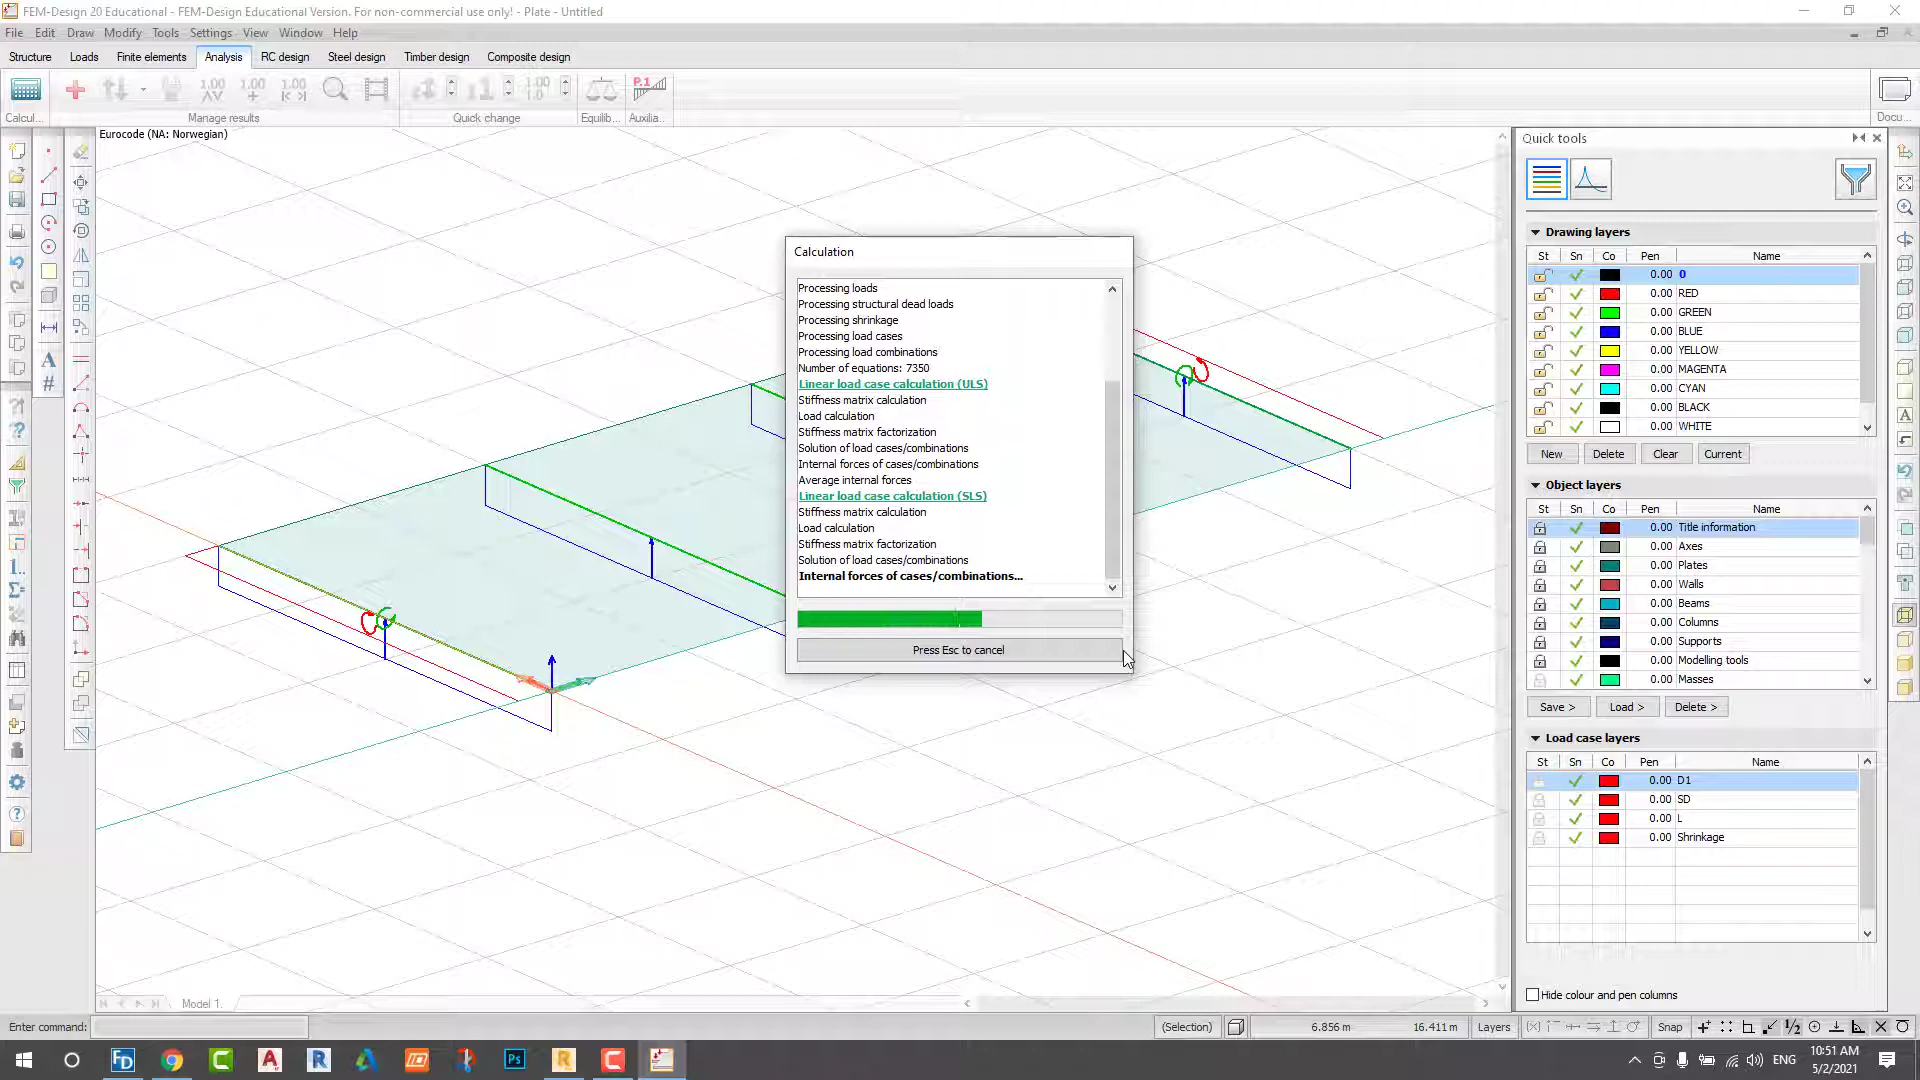 FEM-Design 20 Educational - FEM-Design Educational Version. For non-commercial use only! - Plate - Untitled
File Edit Draw Modify Tools Settings View Window Help
Structure Loads Finite elements Analysis RC design Steel design Timber design Composite design
Calcul... Manage results Quick change Equilib... Auxilia... Docu...
Eurocode (NA: Norwegian)
Quick tools
Drawing layers
St Sn Co Pen Name
0.00 0
0.00 RED
0.00 GREEN
0.00 BLUE
0.00 YELLOW
0.00 MAGENTA
0.00 CYAN
0.00 BLACK
0.00 WHITE
New Delete Clear Current
Object layers
St Sn Co Pen Name
0.00 Title information
0.00 Axes
0.00 Plates
0.00 Walls
0.00 Beams
0.00 Columns
0.00 Supports
0.00 Modelling tools
0.00 Masses
Save > Load > Delete >
Load case layers
St Sn Co Pen Name
0.00 D1
0.00 SD
0.00 L
0.00 Shrinkage
Hide colour and pen columns
Calculation
Processing loads
Processing structural dead loads
Processing shrinkage
Processing load cases
Processing load combinations
Number of equations: 7350
Linear load case calculation (ULS)
Stiffness matrix calculation
Load calculation
Stiffness matrix factorization
Solution of load cases/combinations
Internal forces of cases/combinations
Average internal forces
Linear load case calculation (SLS)
Stiffness matrix calculation
Load calculation
Stiffness matrix factorization
Solution of load cases/combinations
Internal forces of cases/combinations...
Press Esc to cancel
Model 1.
Enter command:
(Selection) 6.856 m 16.411 m Layers Snap
ENG
10:51 AM
5/2/2021